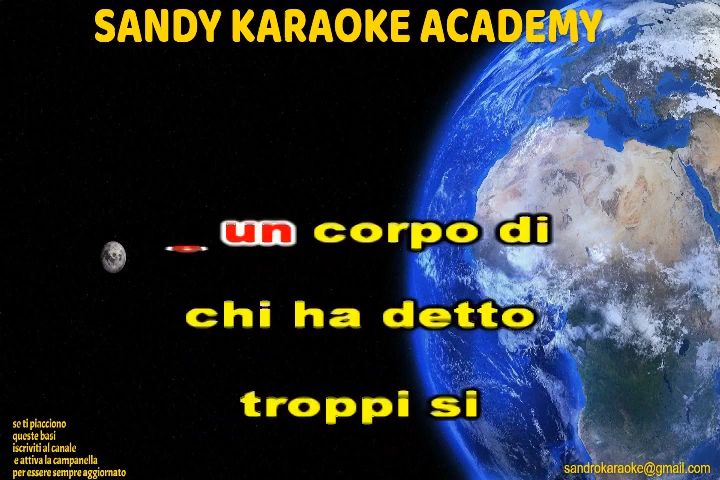 SANDY KARAOKE ACADEMY
_ un corpo di
chi ha detto
troppi si
se ti piacciono
queste basi
iscriviti al canale
e attiva la campanella
per essere sempre aggiornato
sandrokaraoke@gmail.com